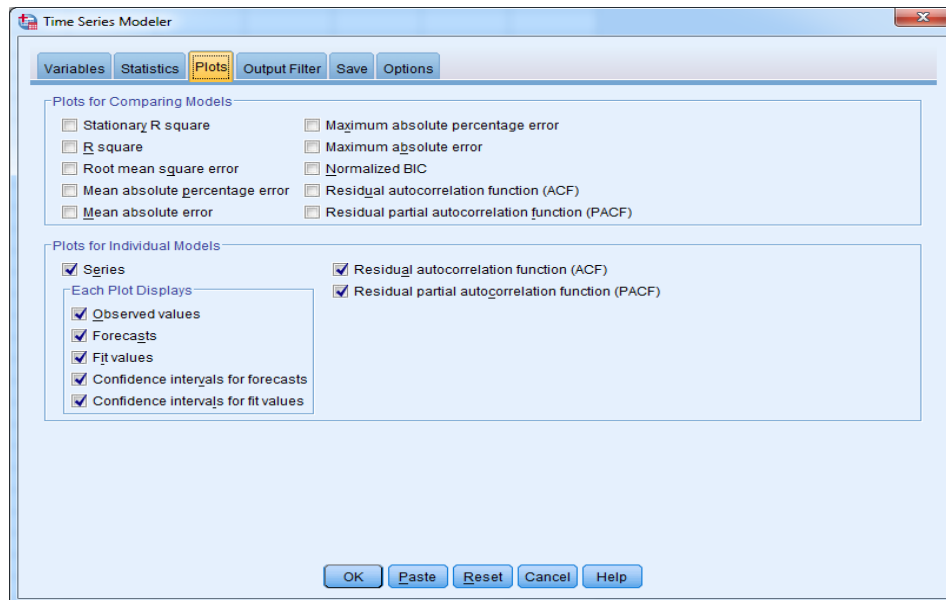 Time Series Modeler
Variables Statistics Plots Output Filter Save Options
Plots for Comparing Models
Stationary R square
R square
Root mean square error
Mean absolute percentage error
Mean absolute error
Maximum absolute percentage error
Maximum absolute error
Normalized BIC
Residual autocorrelation function (ACF)
Residual partial autocorrelation function (PACF)
Plots for Individual Models
Series
Each Plot Displays
Observed values
Forecasts
Fit values
Confidence intervals for forecasts
Confidence intervals for fit values
Residual autocorrelation function (ACF)
Residual partial autocorrelation function (PACF)
OK Paste Reset Cancel Help